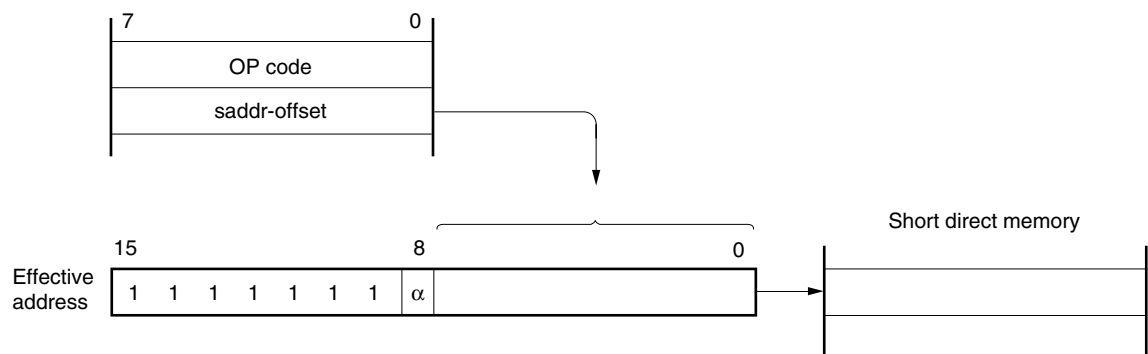 7 0
OP code
saddr-offset
Short direct memory
15 8 0
Effective
address
1 1 1 1 1 1 1 α